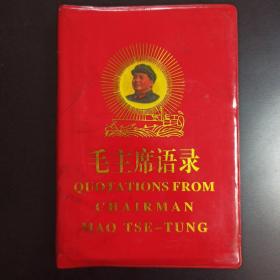 毛主席语录
QUOTATIONS FROM
CHAIRMAN
MAO TSE-TUNG